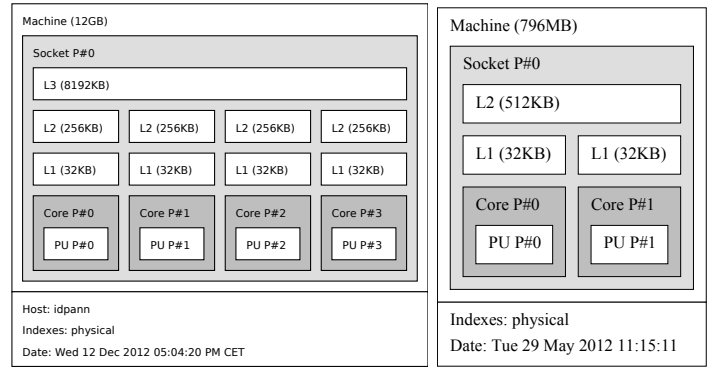 Machine (12GB)
Socket P#0
L3 (8192KB)
L2 (256KB) L2 (256KB) L2 (256KB) L2 (256KB)
L1 (32KB) L1 (32KB) L1 (32KB) L1 (32KB)
Core P#0 Core P#1 Core P#2 Core P#3
PU P#0 PU P#1 PU P#2 PU P#3
Host: idpann
Indexes: physical
Date: Wed 12 Dec 2012 05:04:20 PM CET
Machine (796MB)
Socket P#0
L2 (512KB)
L1 (32KB) L1 (32KB)
Core P#0 Core P#1
PU P#0 PU P#1
Indexes: physical
Date: Tue 29 May 2012 11:15:11